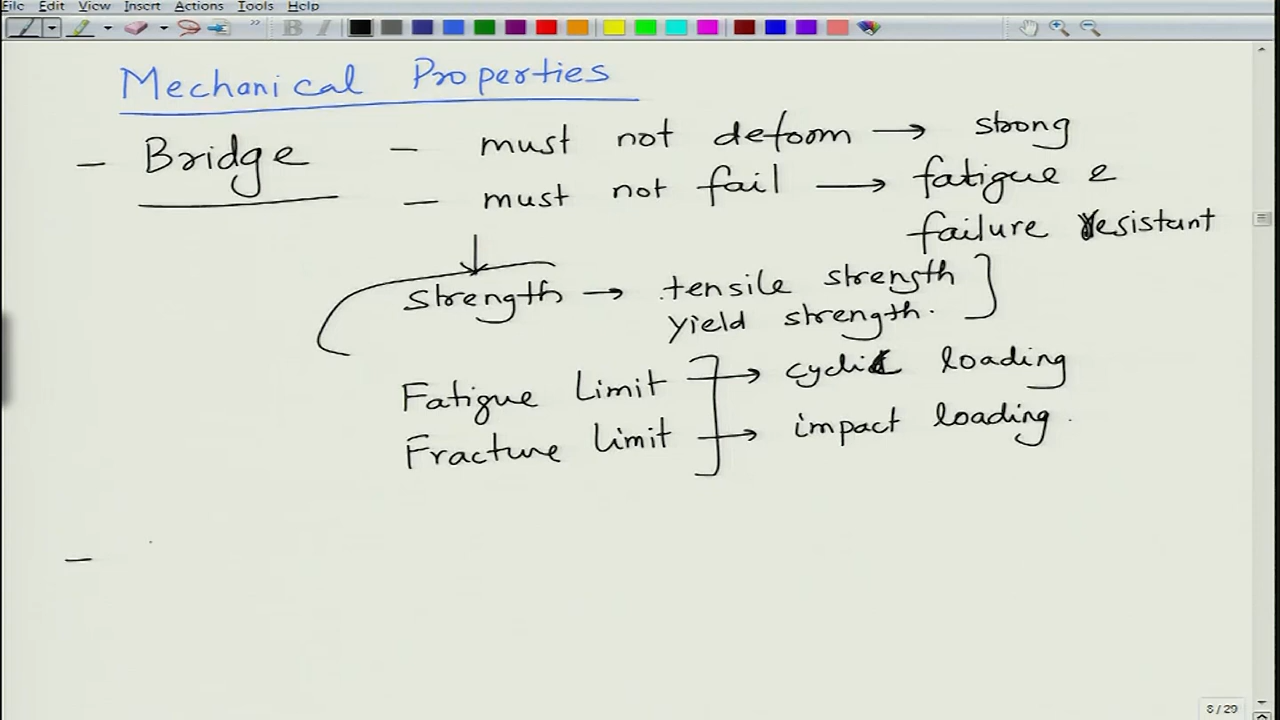 File Edit View Insert Actions Tools Help
B I
Mechanical Properties
- Bridge - must not deform → strong
- must not fail → fatigue &
failure resistant
↓
Strength → tensile strength
yield strength.
Fatigue Limit → cyclic loading
Fracture limit → impact loading.
-
8 / 29